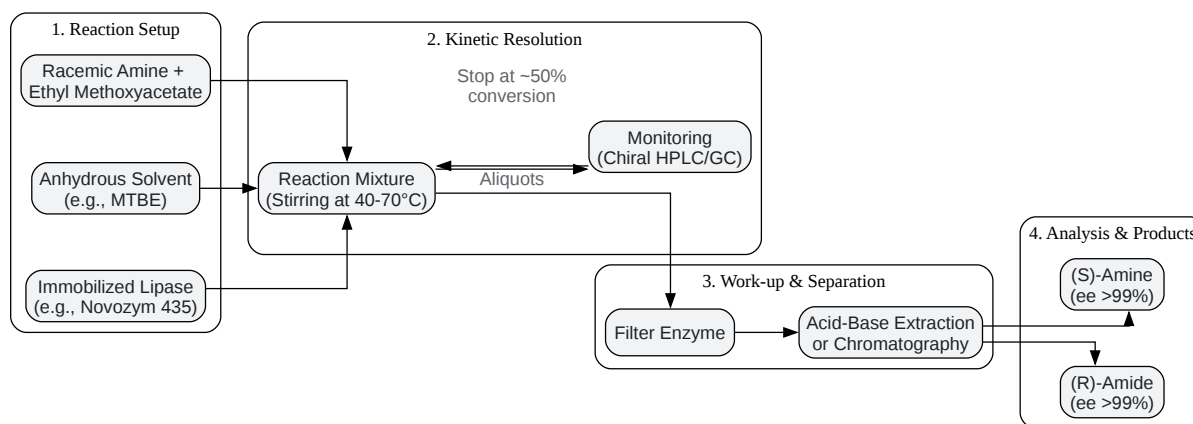 1. Reaction Setup
Racemic Amine +
Ethyl Methoxyacetate
Anhydrous Solvent
(e.g., MTBE)
Immobilized Lipase
(e.g., Novozym 435)
2. Kinetic Resolution
Stop at ~50%
conversion
Monitoring
(Chiral HPLC/GC)
Aliquots
Reaction Mixture
(Stirring at 40-70°C)
3. Work-up & Separation
Filter Enzyme
Acid-Base Extraction
or Chromatography
4. Analysis & Products
(S)-Amine
(ee >99%)
(R)-Amide
(ee >99%)